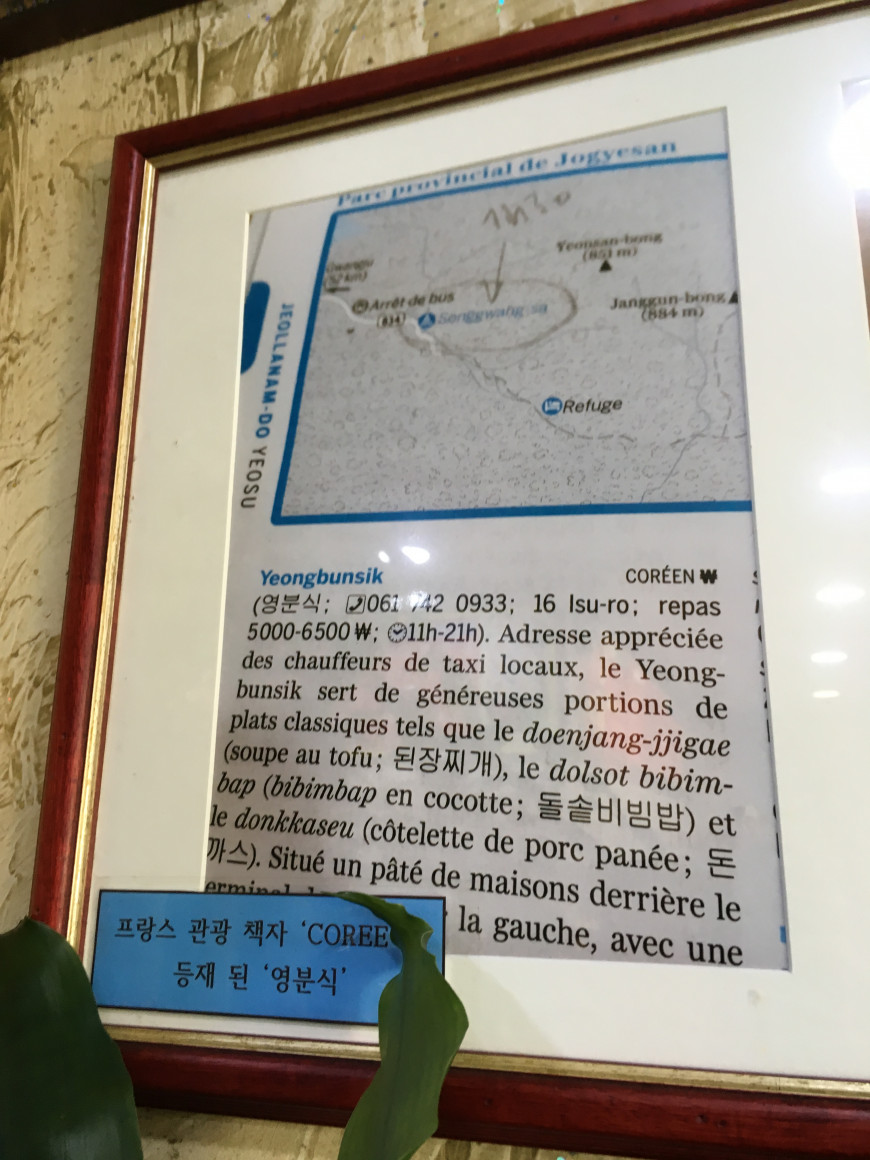 Parc provincial de Jogyesan
1h30
Yeonsan-bong
(851 m)
Gwangju
(52 km)
Arrêt de bus
Janggun-bong
(884 m)
Songgwang-sa
Refuge
JEOLLANAM-DO YEOSU
Yeongbunsik CORÉEN ₩
(영분식; 061 742 0933; 16 Isu-ro; repas
5000-6500 ₩; 11h-21h). Adresse appréciée
des chauffeurs de taxi locaux, le Yeong-
bunsik sert de généreuses portions de
plats classiques tels que le doenjang-jjigae
(soupe au tofu; 된장찌개), le dolsot bibim-
bap (bibimbap en cocotte; 돌솥비빔밥) et
le donkkaseu (côtelette de porc panée; 돈
까스). Situé un pâté de maisons derrière le
la gauche, avec une
프랑스 관광 책자 ‘COREE
등재 된 ‘영분식’